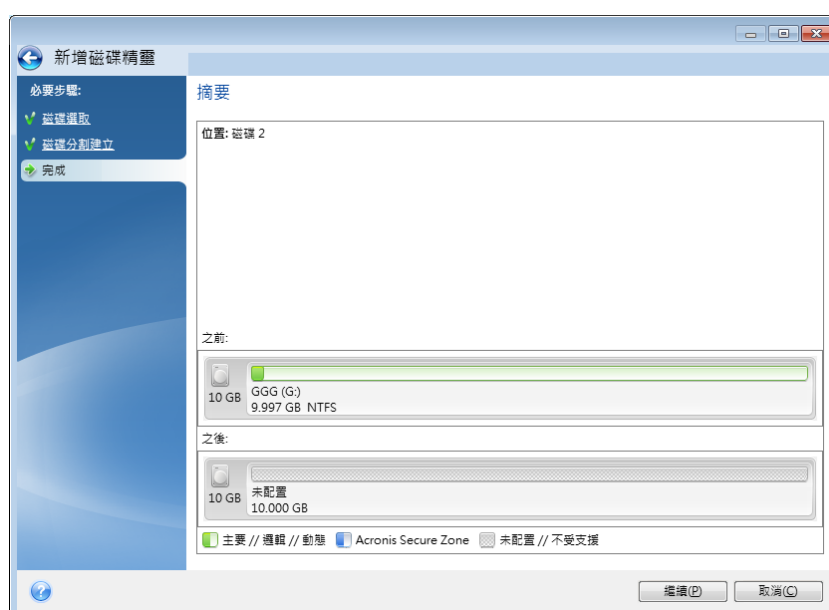 新增磁碟精靈
必要步驟:
磁碟選取
磁碟分割建立
完成
摘要
位置: 磁碟 2
之前:
10 GB
GGG (G:)
9.997 GB NTFS
之後:
10 GB
未配置
10.000 GB
主要 // 邏輯 // 動態 Acronis Secure Zone 未配置 // 不受支援
繼續(P) 取消(C)